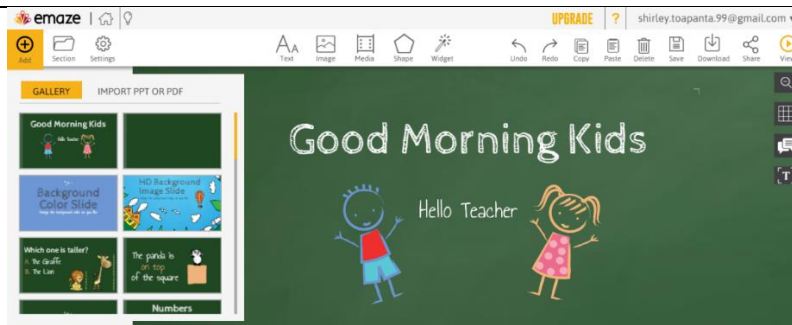 emaze
UPGRADE
?
shirley.toapanta.99@gmail.com
Add
Section
Settings
Text
Image
Media
Shape
Widget
Undo
Redo
Copy
Paste
Delete
Save
Download
Share
View
GALLERY
IMPORT PPT OR PDF
Good Morning Kids
Hello Teacher
Background
Color Slide
HD Background
Image Slide
Which one is taller?
A. The Giraffe
B. The Lion
The panda is
on top
of the square
Numbers
Good Morning Kids
Hello Teacher